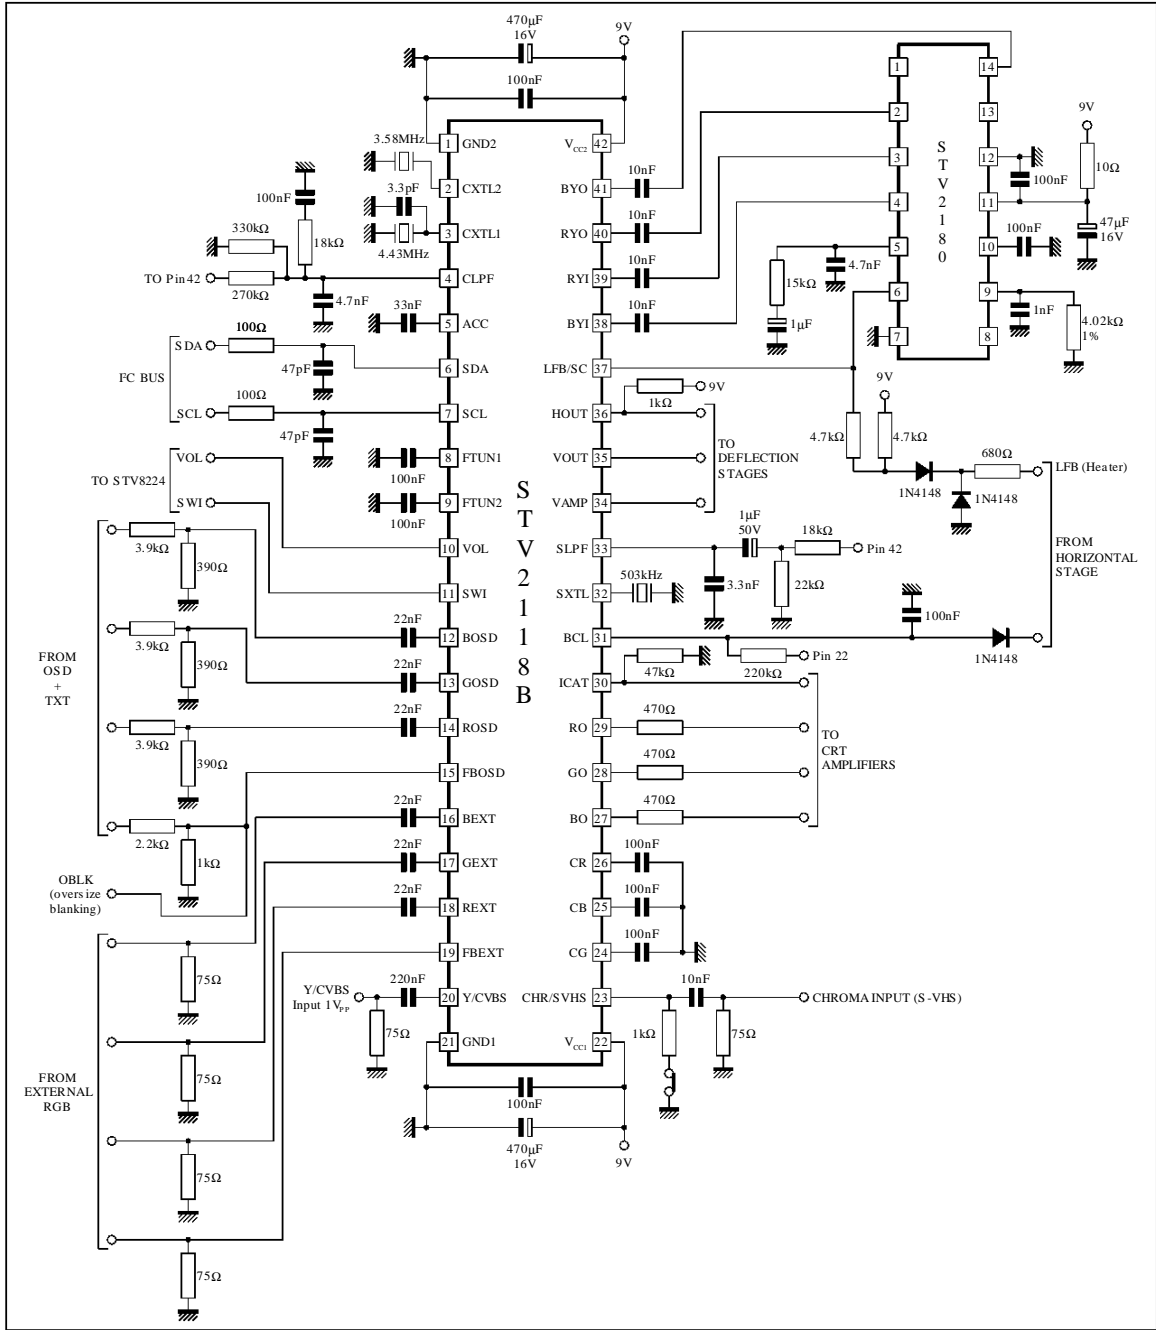 470µF
16V
9V
100nF
1 GND2
VCC2 42
3.58MHz
2 CXTL2
BYO 41
10nF
3.3pF
3 CXTL1
4.43MHz
RYO 40
10nF
100nF
330kΩ
18kΩ
TO Pin42
270kΩ
4 CLPF
RYI 39
10nF
4.7nF
33nF
5 ACC
BYI 38
10nF
100Ω
SDA
47pF
6 SDA
LFB/SC 37
I²C BUS
100Ω
SCL
47pF
7 SCL
HOUT 36
1kΩ
9V
VOL
8 FTUN1
100nF
VOUT 35
TO
DEFLECTION
STAGES
TO STV8224
SWI
9 FTUN2
100nF
VAMP 34
STV2118B
10 VOL
SLPF 33
1µF
50V
18kΩ
Pin 42
3.3nF
22kΩ
11 SWI
SXTL 32
503kHz
3.9kΩ
390Ω
22nF
12 BOSD
BCL 31
100nF
1N4148
Pin 22
220kΩ
3.9kΩ
390Ω
22nF
13 GOSD
ICAT 30
47kΩ
FROM
OSD
+
TXT
3.9kΩ
390Ω
22nF
14 ROSD
RO 29
470Ω
TO
CRT
AMPLIFIERS
15 FBOSD
GO 28
470Ω
2.2kΩ
1kΩ
22nF
16 BEXT
BO 27
470Ω
22nF
17 GEXT
CR 26
100nF
OBLK
(oversize
blanking)
22nF
18 REXT
CB 25
100nF
19 FBEXT
CG 24
100nF
75Ω
Y/CVBS
Input 1VPP
220nF
75Ω
20 Y/CVBS
CHR/SVHS 23
10nF
1kΩ
75Ω
CHROMA INPUT (S-VHS)
21 GND1
VCC1 22
100nF
470µF
16V
9V
FROM
EXTERNAL
RGB
75Ω
75Ω
75Ω
STV2180
1
2
3
4
5
6
7
14
13
12
11
10
9
8
9V
10Ω
100nF
47µF
16V
100nF
1nF
4.02kΩ
1%
15kΩ
4.7nF
1µF
9V
4.7kΩ
4.7kΩ
1N4148
1N4148
680Ω
LFB (Heater)
FROM
HORIZONTAL
STAGE